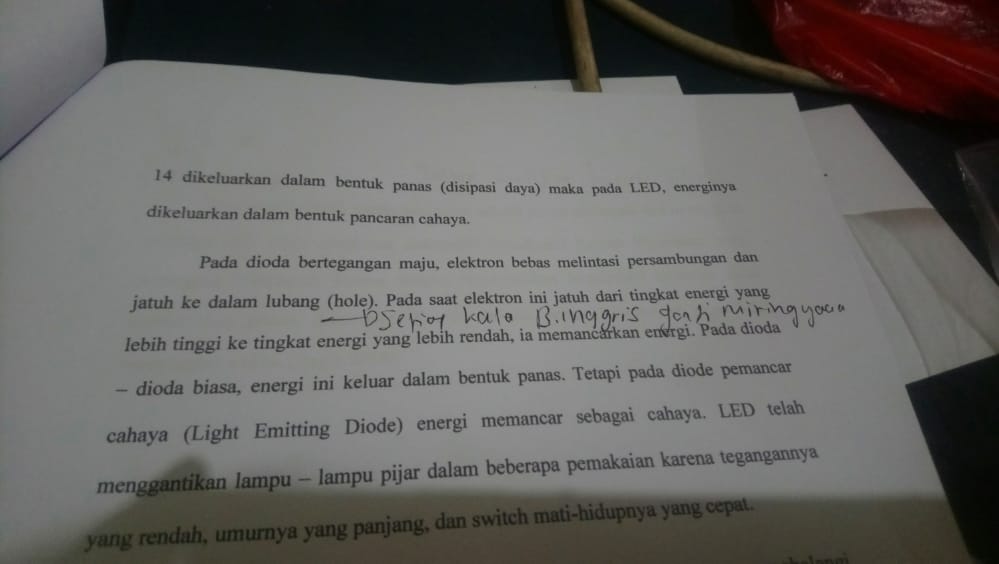 14 dikeluarkan dalam bentuk panas (disipasi daya) maka pada LED, energinya
dikeluarkan dalam bentuk pancaran cahaya.
Pada dioda bertegangan maju, elektron bebas melintasi persambungan dan
jatuh ke dalam lubang (hole). Pada saat elektron ini jatuh dari tingkat energi yang
Setiap kata B. inggris miring
lebih tinggi ke tingkat energi yang lebih rendah, ia memancarkan energi. Pada dioda
– dioda biasa, energi ini keluar dalam bentuk panas. Tetapi pada diode pemancar
cahaya (Light Emitting Diode) energi memancar sebagai cahaya. LED telah
menggantikan lampu – lampu pijar dalam beberapa pemakaian karena tegangannya
yang rendah, umurnya yang panjang, dan switch mati-hidupnya yang cepat.